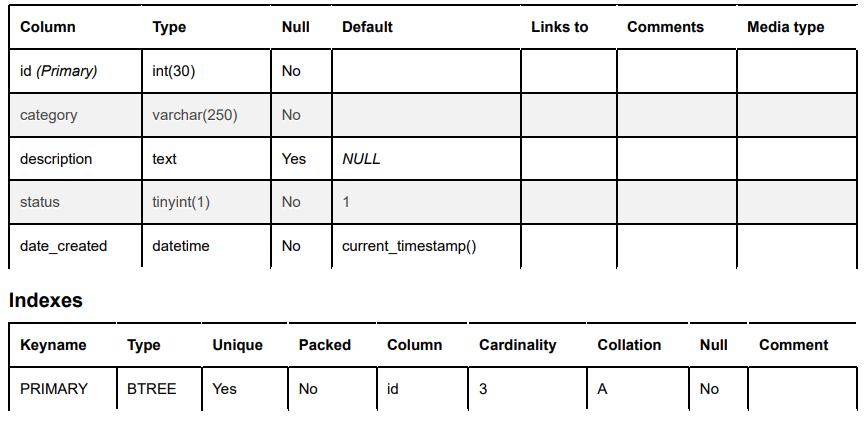 Column Type Null Default Links to Comments Media type
id (Primary) int(30) No
category varchar(250) No
description text Yes NULL
status tinyint(1) No 1
date_created datetime No current_timestamp()
Indexes
Keyname Type Unique Packed Column Cardinality Collation Null Comment
PRIMARY BTREE Yes No id 3 A No